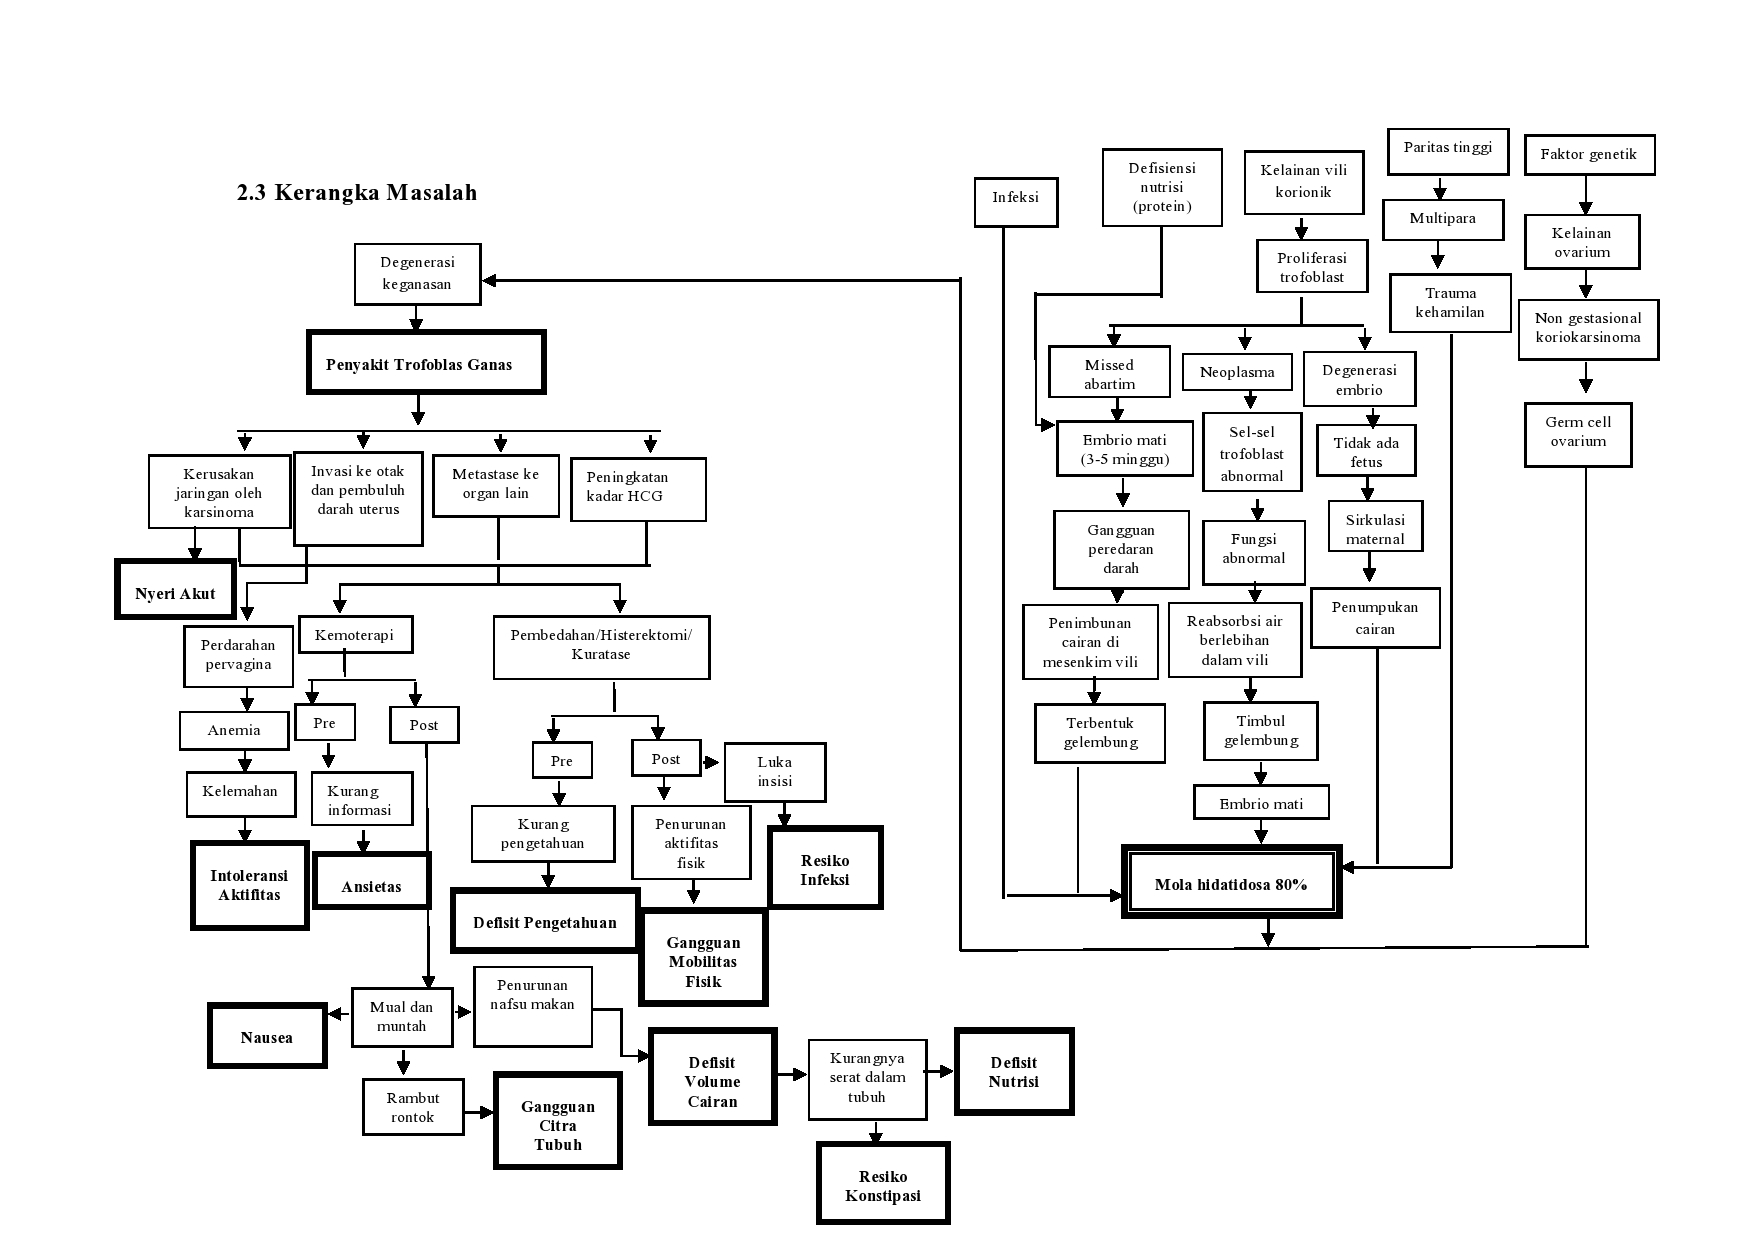 2.3 Kerangka Masalah
Degenerasi
keganasan
Penyakit Trofoblas Ganas
Kerusakan
jaringan oleh
karsinoma
Invasi ke otak
dan pembuluh
darah uterus
Metastase ke
organ lain
Peningkatan
kadar HCG
Nyeri Akut
Perdarahan
pervagina
Kemoterapi
Pembedahan/Histerektomi/
Kuratase
Anemia
Pre
Post
Kelemahan
Kurang
informasi
Intoleransi
Aktifitas
Ansietas
Pre
Post
Luka
insisi
Kurang
pengetahuan
Penurunan
aktifitas
fisik
Resiko
Infeksi
Defisit Pengetahuan
Gangguan
Mobilitas
Fisik
Mual dan
muntah
Penurunan
nafsu makan
Nausea
Rambut
rontok
Gangguan
Citra
Tubuh
Defisit
Volume
Cairan
Kurangnya
serat dalam
tubuh
Defisit
Nutrisi
Resiko
Konstipasi
Infeksi
Defisiensi
nutrisi
(protein)
Kelainan vili
korionik
Paritas tinggi
Faktor genetik
Multipara
Kelainan
ovarium
Proliferasi
trofoblast
Trauma
kehamilan
Non gestasional
koriokarsinoma
Missed
abartim
Neoplasma
Degenerasi
embrio
Germ cell
ovarium
Embrio mati
(3-5 minggu)
Sel-sel
trofoblast
abnormal
Tidak ada
fetus
Gangguan
peredaran
darah
Fungsi
abnormal
Sirkulasi
maternal
Penimbunan
cairan di
mesenkim vili
Reabsorbsi air
berlebihan
dalam vili
Penumpukan
cairan
Terbentuk
gelembung
Timbul
gelembung
Embrio mati
Mola hidatidosa 80%